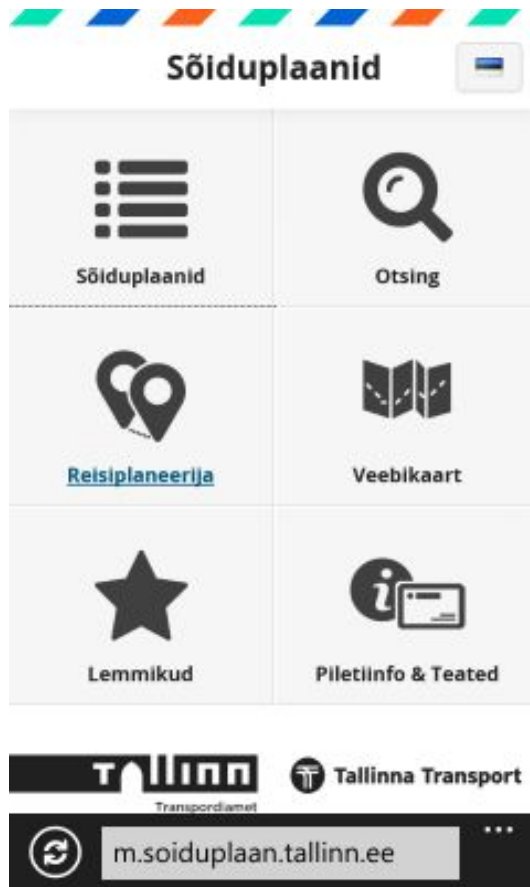 Sõiduplaanid
Sõiduplaanid
Otsing
Reisiplaneerija
Veebikaart
Lemmikud
Piletiinfo & Teated
Tallinn
Transpordiamet
Tallinna Transport
m.soiduplaan.tallinn.ee